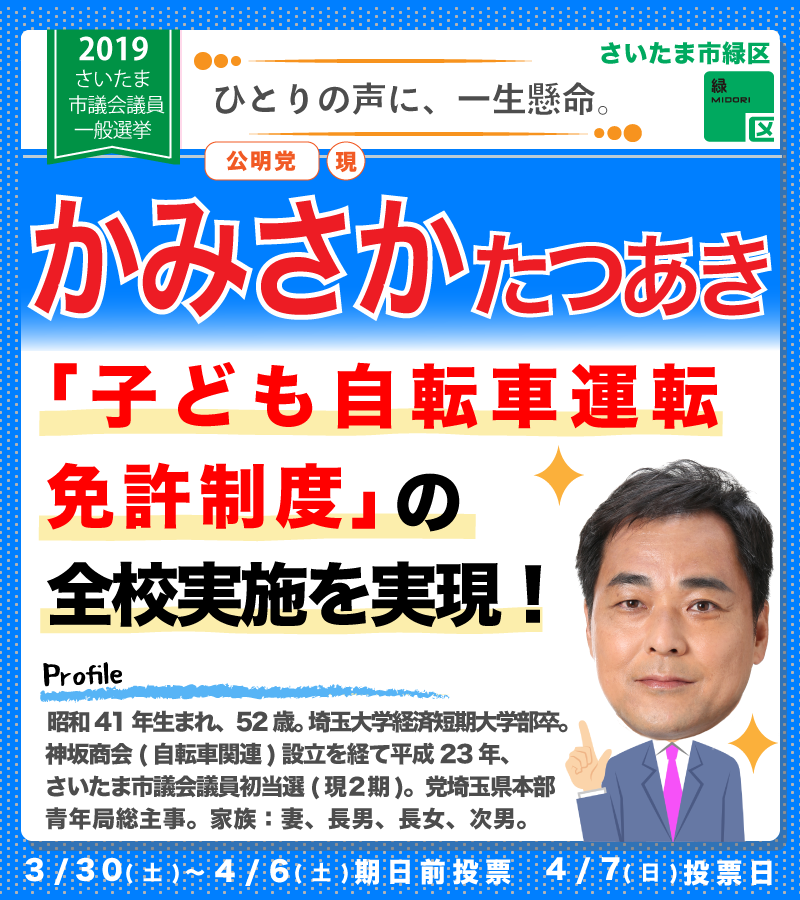 2019
さいたま
市議会議員
一般選挙
ひとりの声に、一生懸命。
さいたま市緑区
緑
MIDORI
区
公明党 現
かみさか たつあき
「子ども自転車運転
免許制度」の
全校実施を実現！
Profile
昭和41年生まれ、52歳。埼玉大学経済短期大学部卒。
神坂商会(自転車関連)設立を経て平成23年、
さいたま市議会議員初当選(現2期)。党埼玉県本部
青年局総主事。家族：妻、長男、長女、次男。
3/30(土)～4/6(土)期日前投票 4/7(日)投票日